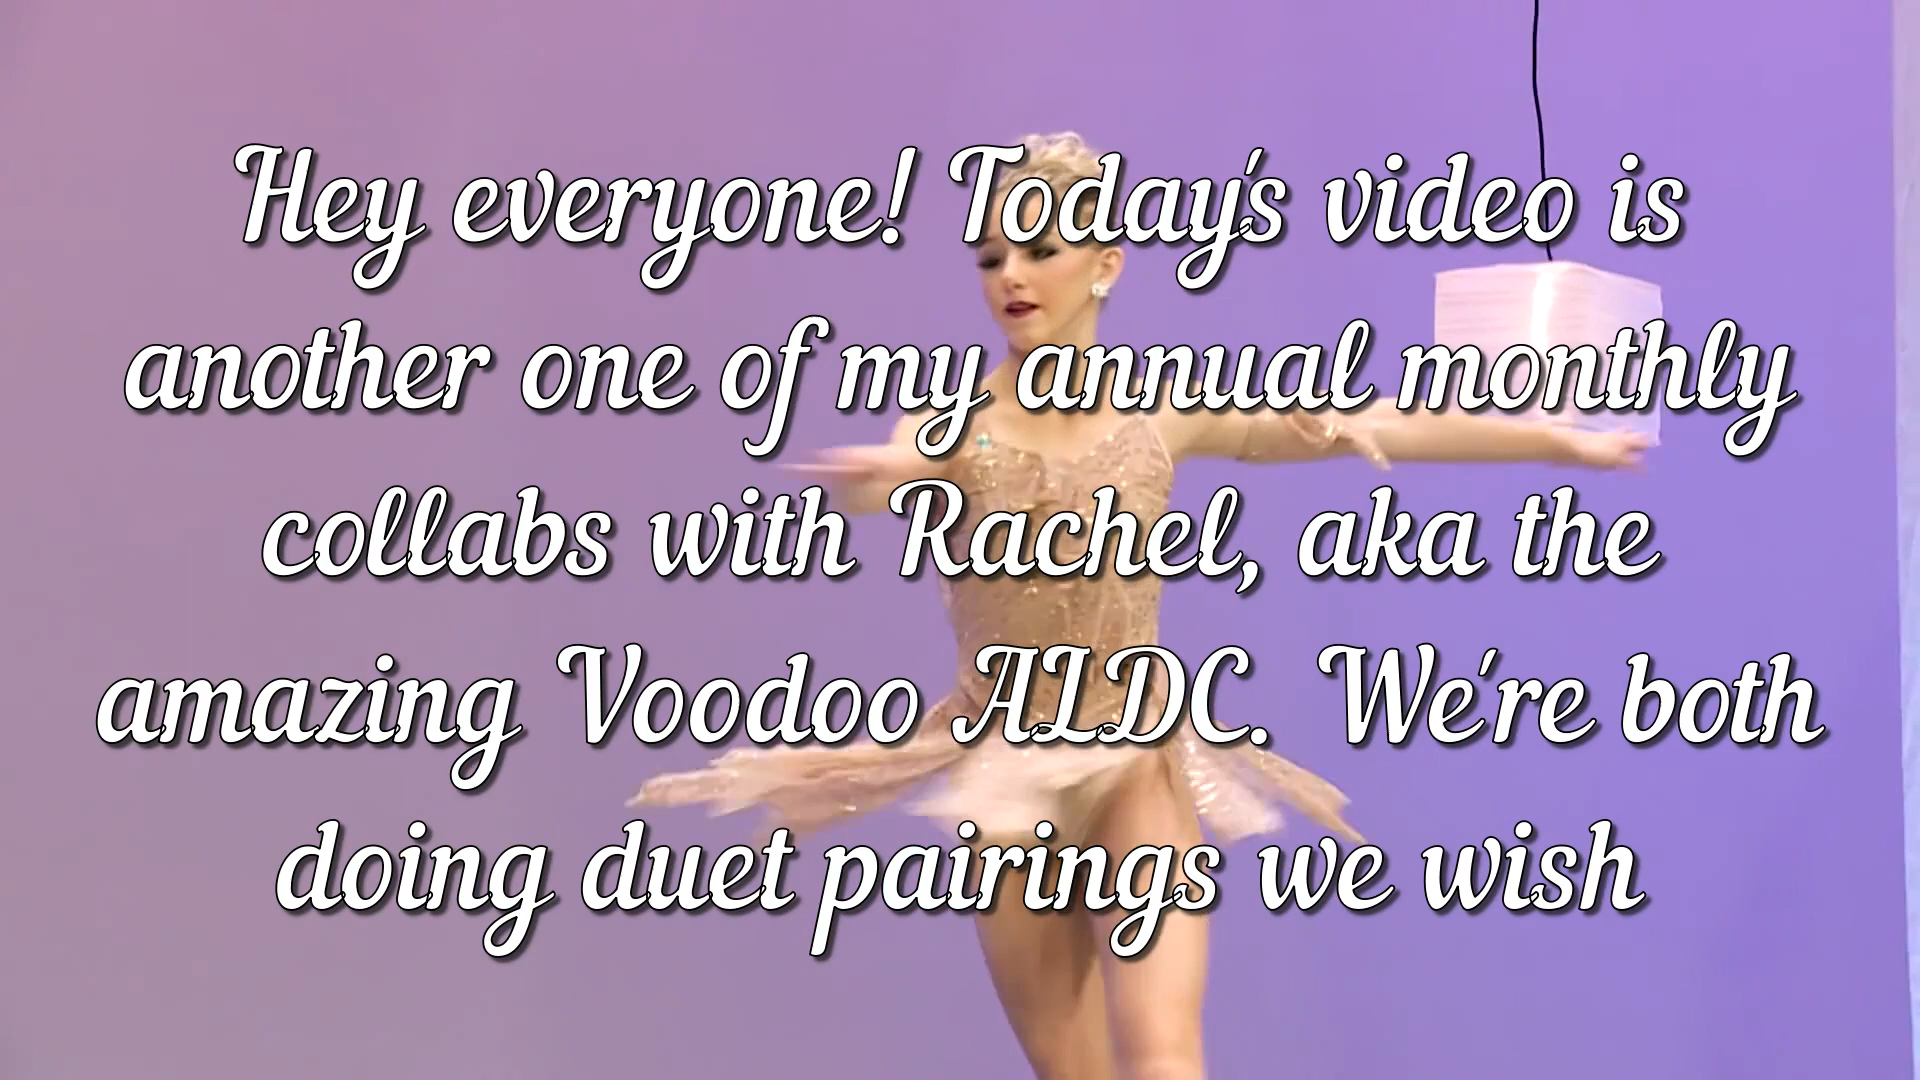 Hey everyone! Today's video is
another one of my annual monthly
collabs with Rachel, aka the
amazing Voodoo ALDC. We're both
doing duet pairings we wish